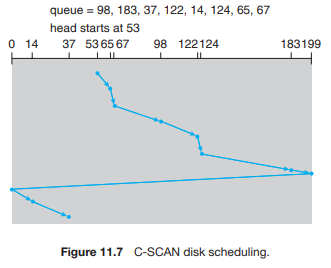 queue = 98, 183, 37, 122, 14, 124, 65, 67
head starts at 53
0 14 37 53 65 67 98 122 124 183 199
Figure 11.7 C-SCAN disk scheduling.